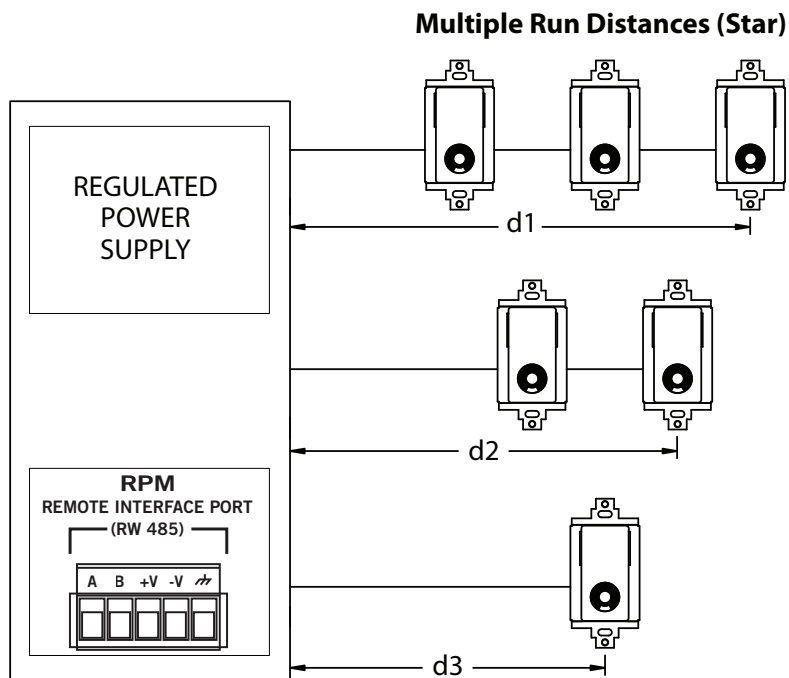 Multiple Run Distances (Star)
REGULATED
POWER
SUPPLY
d1
d2
RPM
REMOTE INTERFACE PORT
(RW 485)
A B +V -V
d3